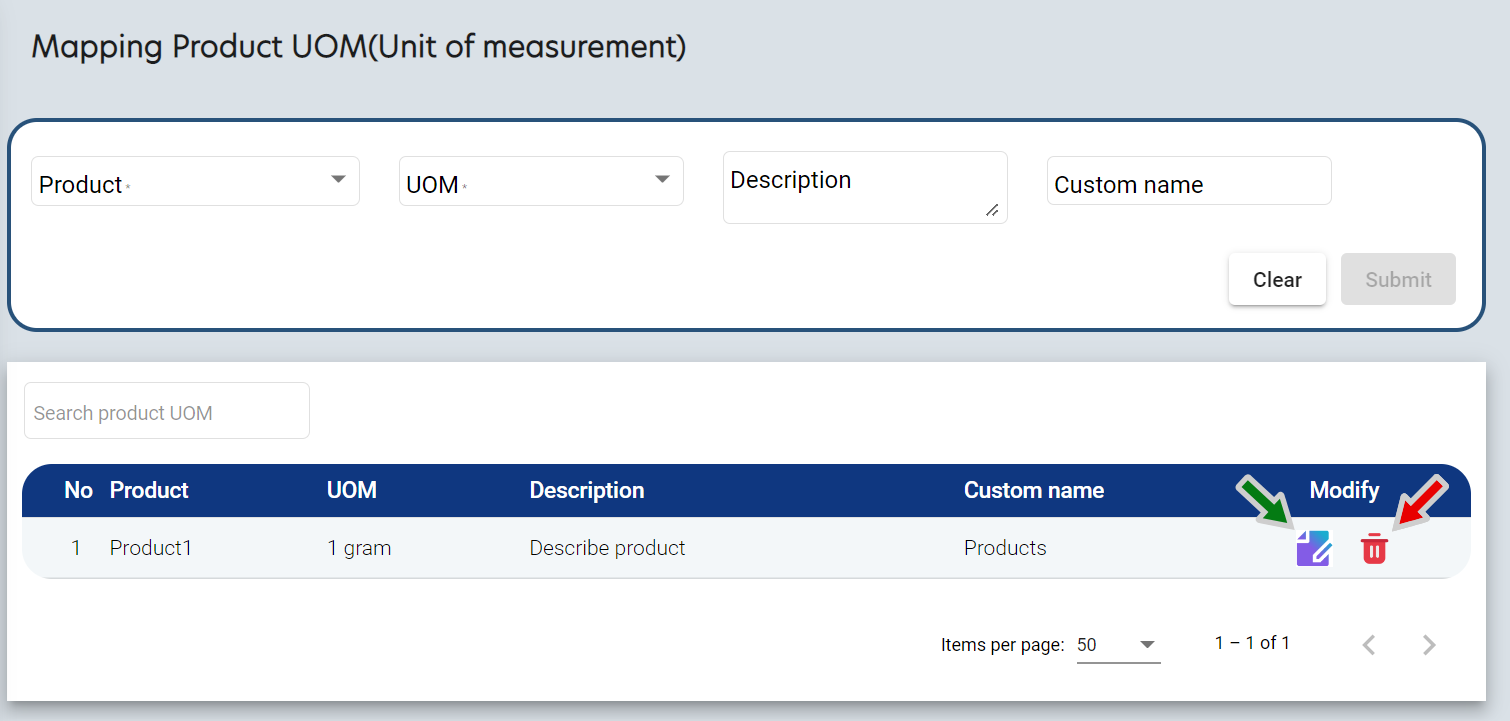 Mapping Product UOM(Unit of measurement)
Product *
UOM *
Description
Custom name
Clear
Submit
Search product UOM
No Product UOM Description Custom name Modify
1 Product1 1 gram Describe product Products
Items per page: 50 1 – 1 of 1